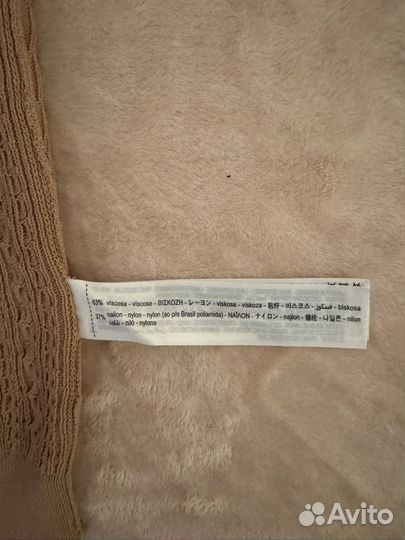 63% viscosa - viscose - ΒΙΣΚΟΖΗ - レーヨン - viskose - viskoza - 粘纤 - 비스코스 - فسكوز - biskosa
37% nailon - nylon - nylon (so p/o Brasil poliamida) - ΝΑΪΛΟΝ - ナイロン - najlon - 锦纶 - 나일론 - nilon
- niló - nylona
Avito